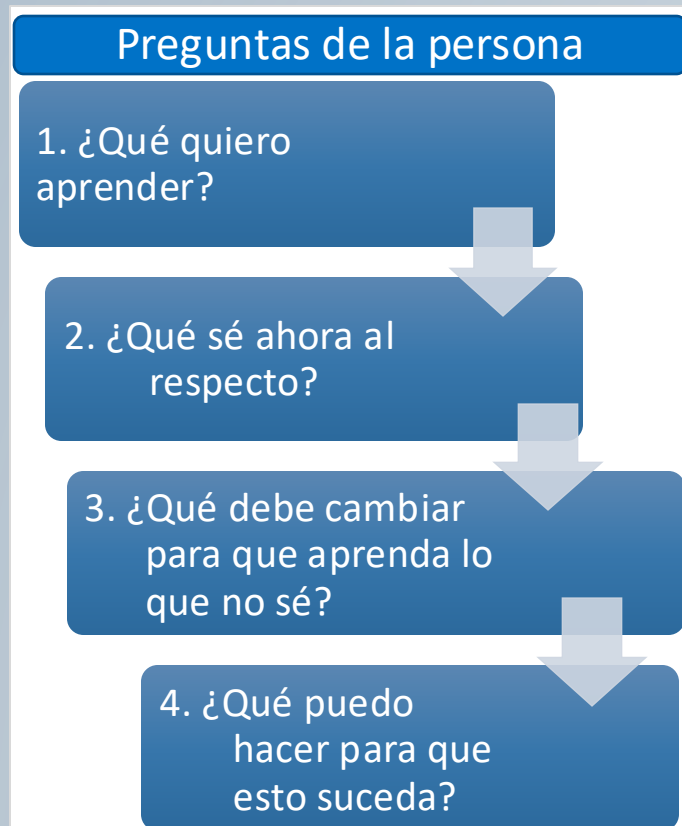 Preguntas de la persona
1. ¿Qué quiero
aprender?
2. ¿Qué sé ahora al
respecto?
3. ¿Qué debe cambiar
para que aprenda lo
que no sé?
4. ¿Qué puedo
hacer para que
esto suceda?